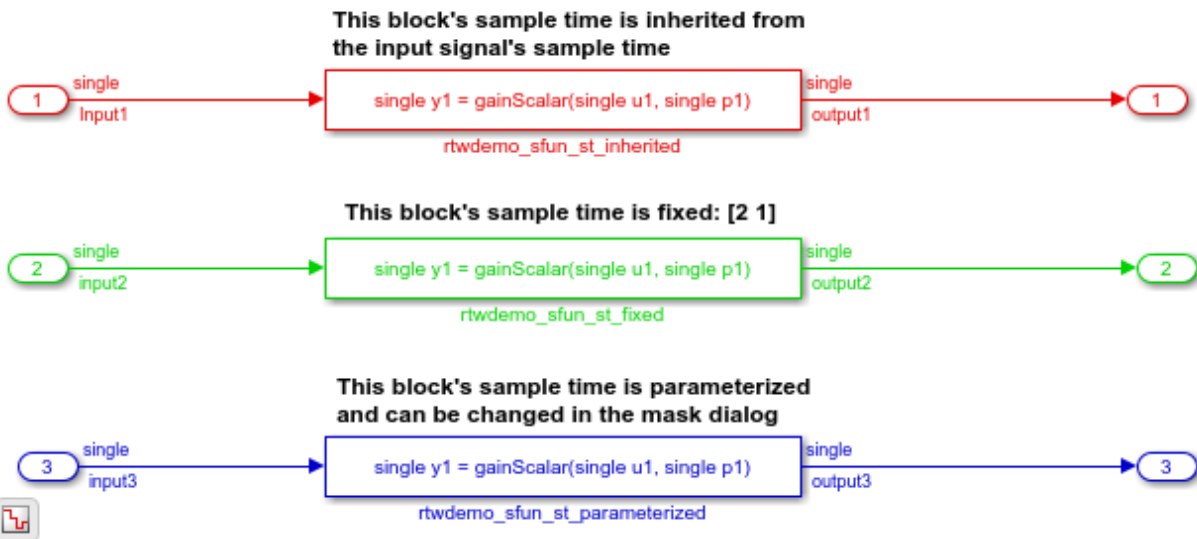 This block's sample time is inherited from
the input signal's sample time
single
single
1
single y1 = gainScalar(single u1, single p1)
1
Input1
output1
rtwdemo_sfun_st_inherited
This block's sample time is fixed: [2 1]
single
single
2
single y1 = gainScalar(single u1, single p1)
2
input2
output2
rtwdemo_sfun_st_fixed
This block's sample time is parameterized
and can be changed in the mask dialog
single
single
3
single y1 = gainScalar(single u1, single p1)
3
input3
output3
rtwdemo_sfun_st_parameterized